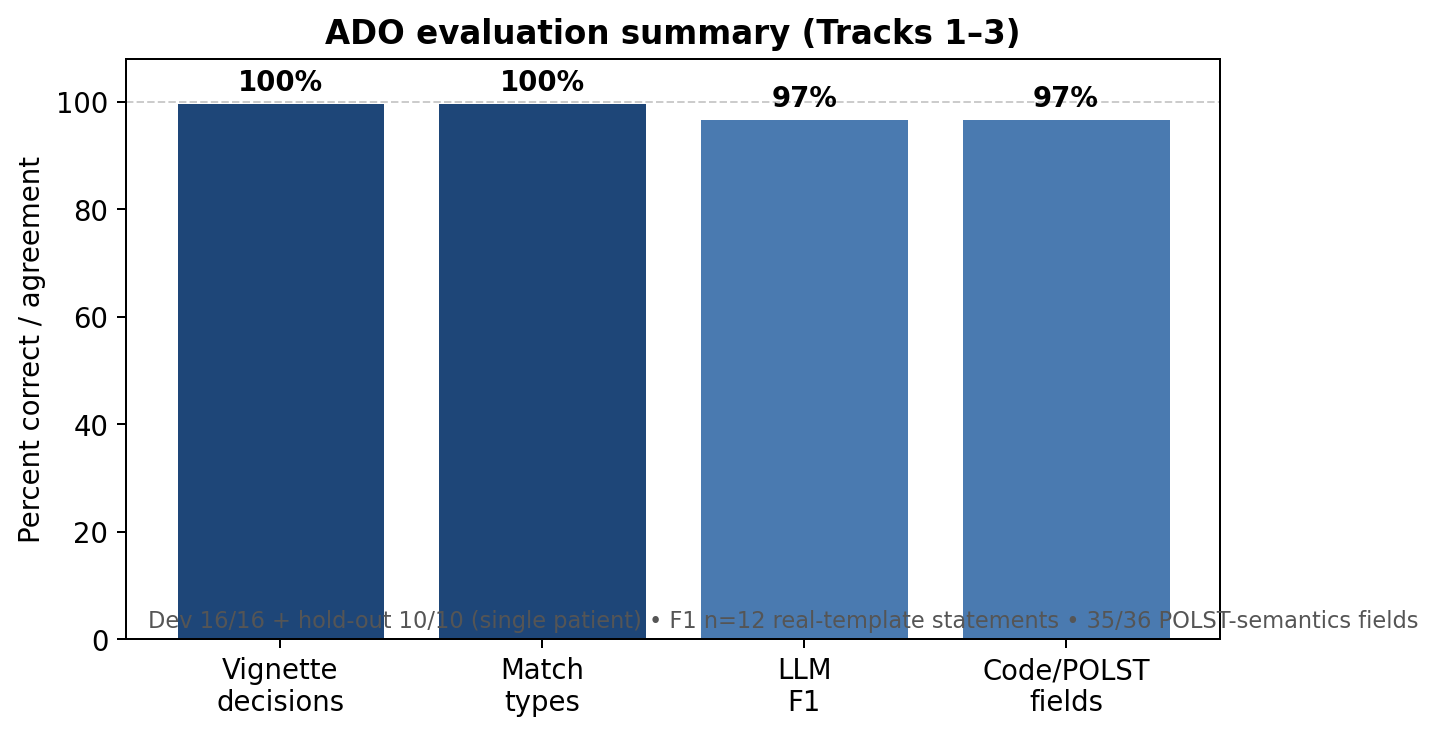 ADO evaluation summary (Tracks 1–3)
Percent correct / agreement
100
80
60
40
20
0
100%
100%
97%
97%
Dev 16/16 + hold-out 10/10 (single patient) • F1 n=12 real-template statements • 35/36 POLST-semantics fields
Vignette
decisions
Match
types
LLM
F1
Code/POLST
fields